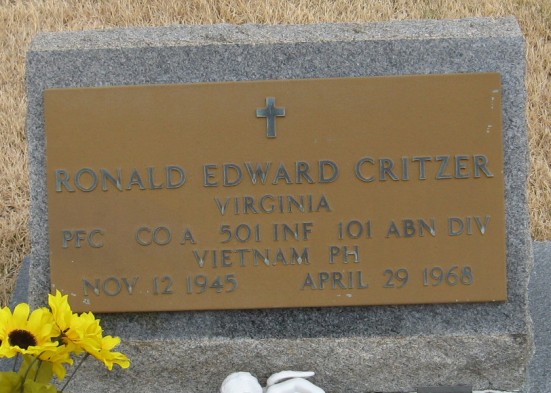 RONALD EDWARD CRITZER
VIRGINIA
PFC CO A 501 INF 101 ABN DIV
VIETNAM PH
NOV 12 1945 APRIL 29 1968